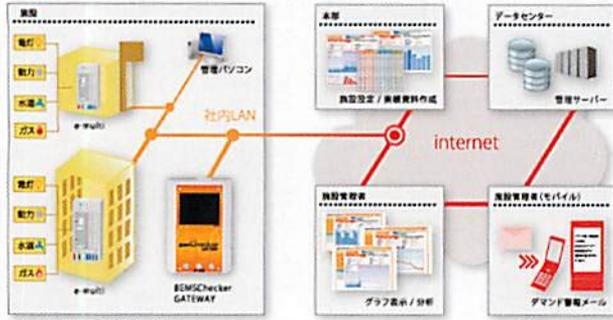 施設
電灯
動力
水道
ガス
e-multi
管理パソコン
社内LAN
電灯
動力
水道
ガス
e-multi
BEMSChecker
GATEWAY
本部
施設設定 / 実績資料作成
データセンター
管理サーバー
internet
施設管理者
グラフ表示 / 分析
施設管理者(モバイル)
デマンド警報メール